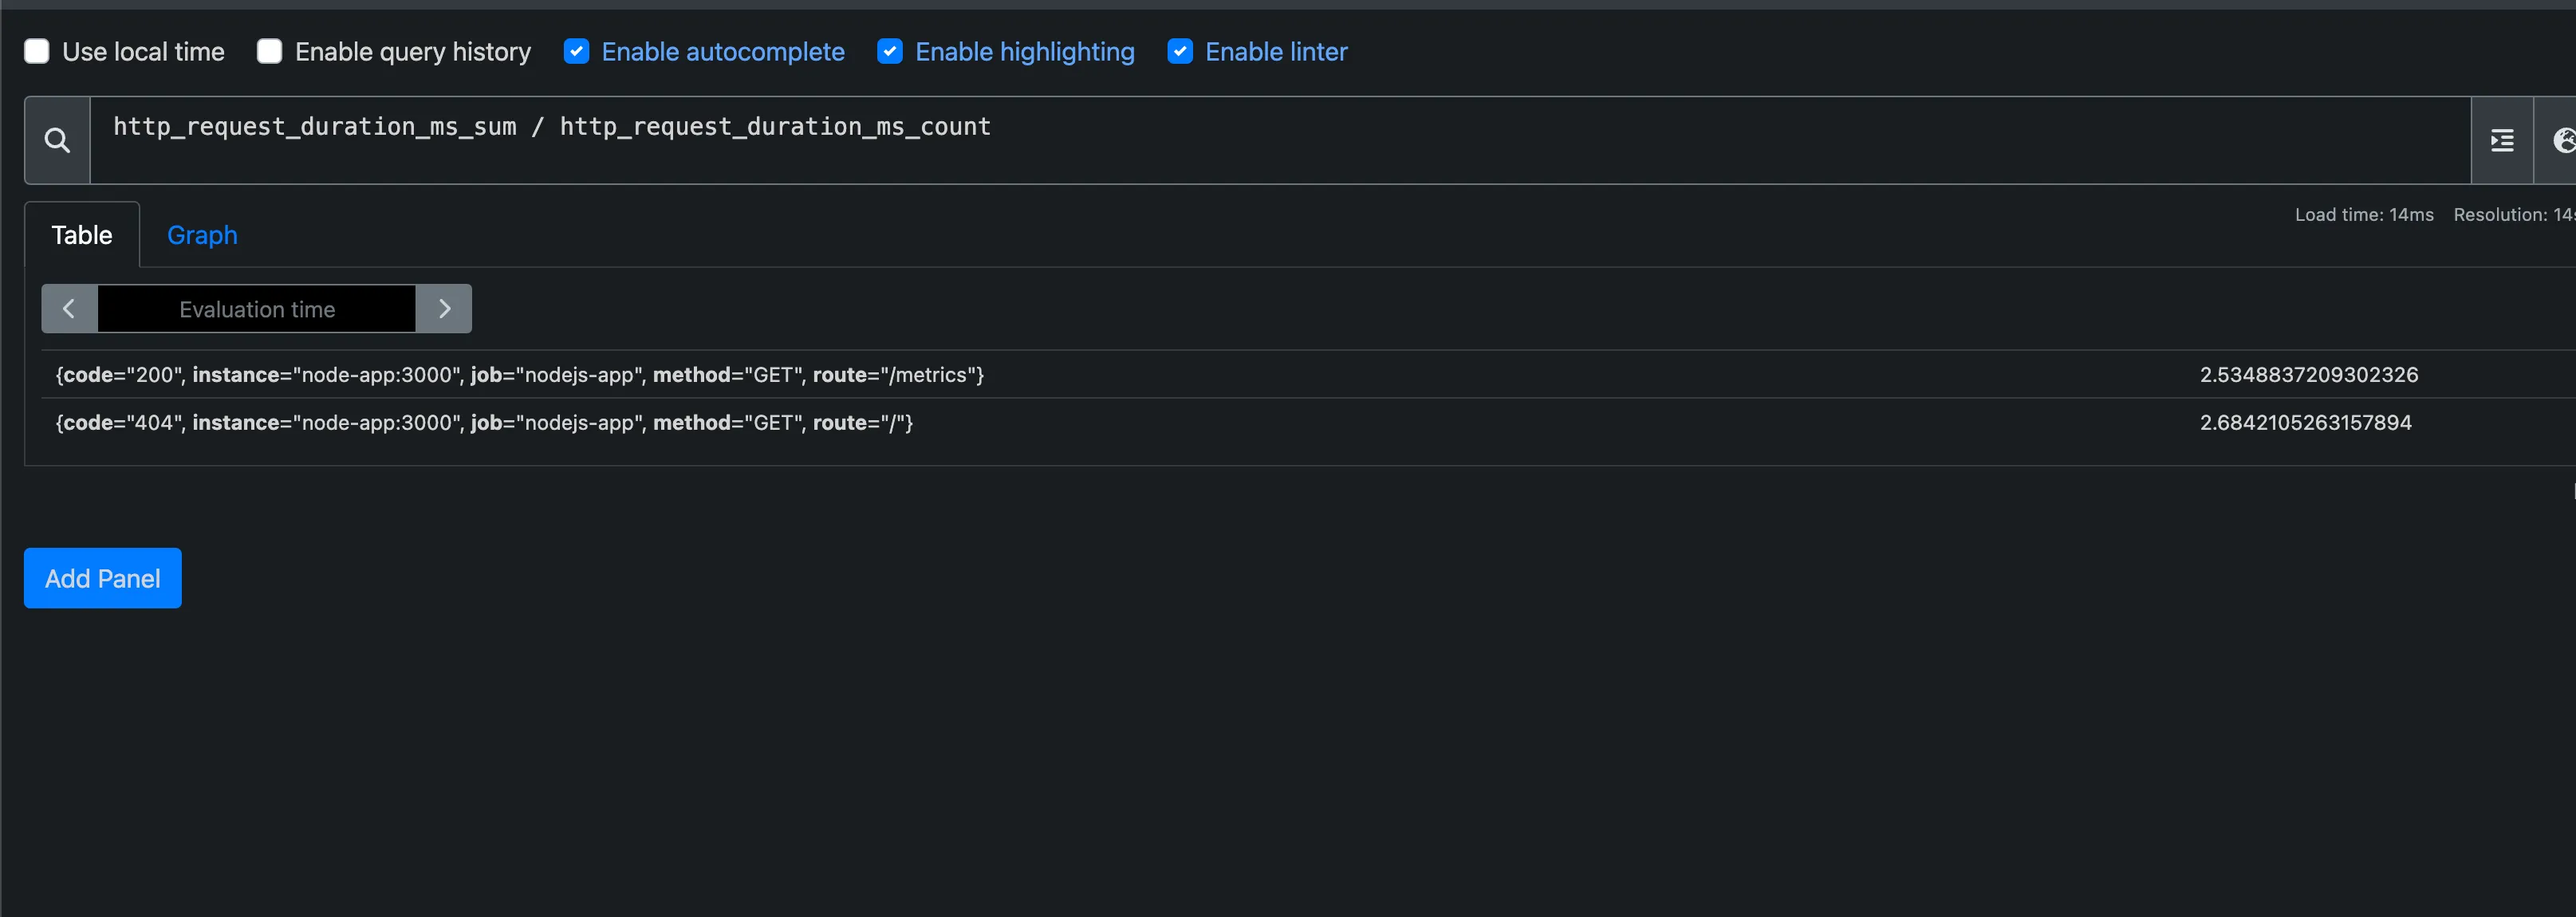 Use local time Enable query history Enable autocomplete Enable highlighting Enable linter
http_request_duration_ms_sum / http_request_duration_ms_count
Table Graph Load time: 14ms Resolution: 14s
Evaluation time
{code="200", instance="node-app:3000", job="nodejs-app", method="GET", route="/metrics"} 2.5348837209302326
{code="404", instance="node-app:3000", job="nodejs-app", method="GET", route="/"} 2.6842105263157894
Add Panel